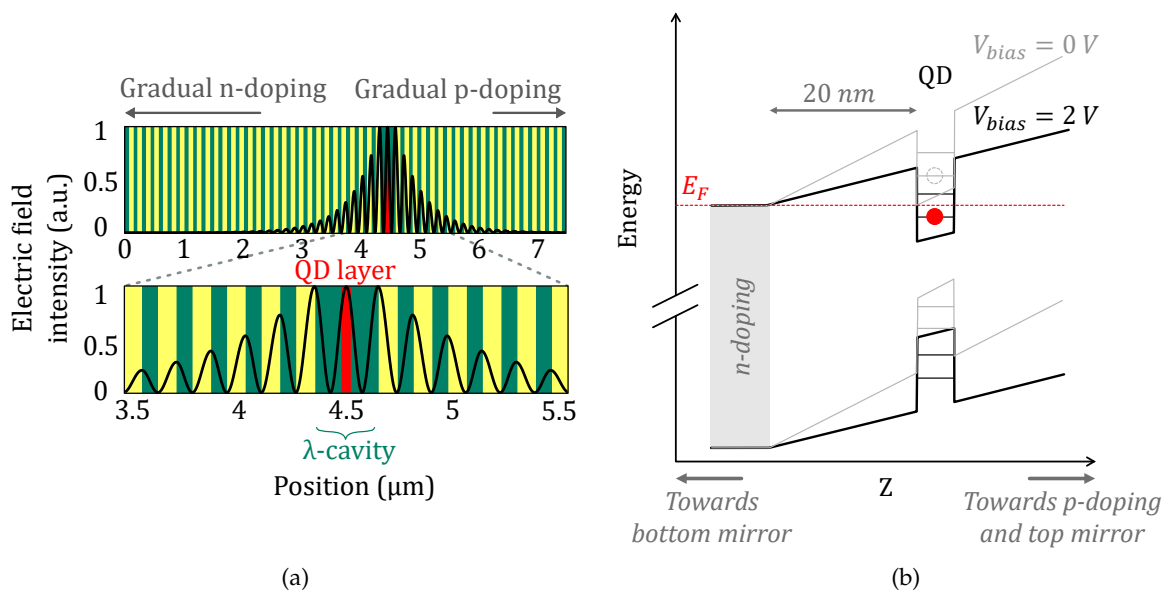 Gradual n-doping
Gradual p-doping
Electric field
intensity (a.u.)
1
0.5
0
0 1 2 3 4 5 6 7
QD layer
1
0.5
0
3.5 4 4.5 5 5.5
λ-cavity
Position (μm)
(a)
V_bias = 0 V
QD
20 nm
V_bias = 2 V
E_F
Energy
n-doping
Z
Towards
bottom mirror
Towards p-doping
and top mirror
(b)